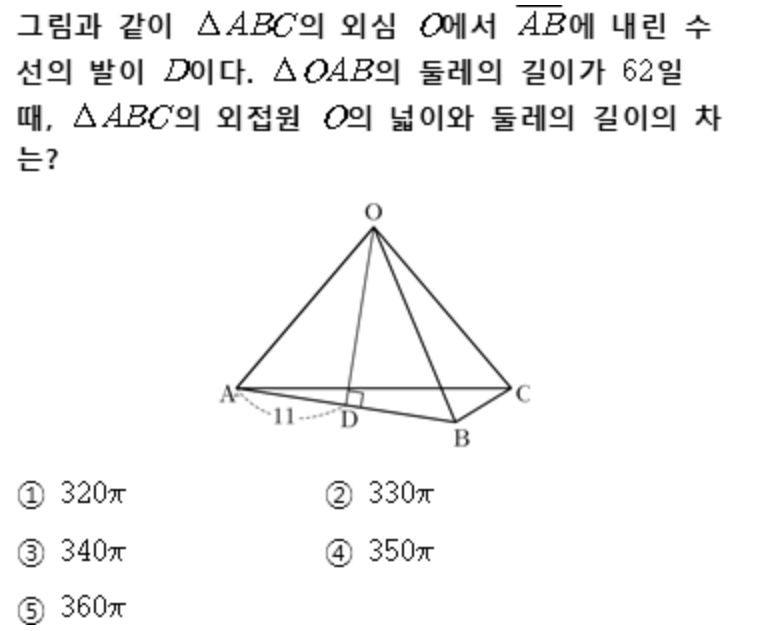 그림과 같이 △ABC의 외심 O에서 A͞B에 내린 수
선의 발이 D이다. △OAB의 둘레의 길이가 62일
때, △ABC의 외접원 O의 넓이와 둘레의 길이의 차
는?
O
A
11
D
B
C
① 320π ② 330π
③ 340π ④ 350π
⑤ 360π